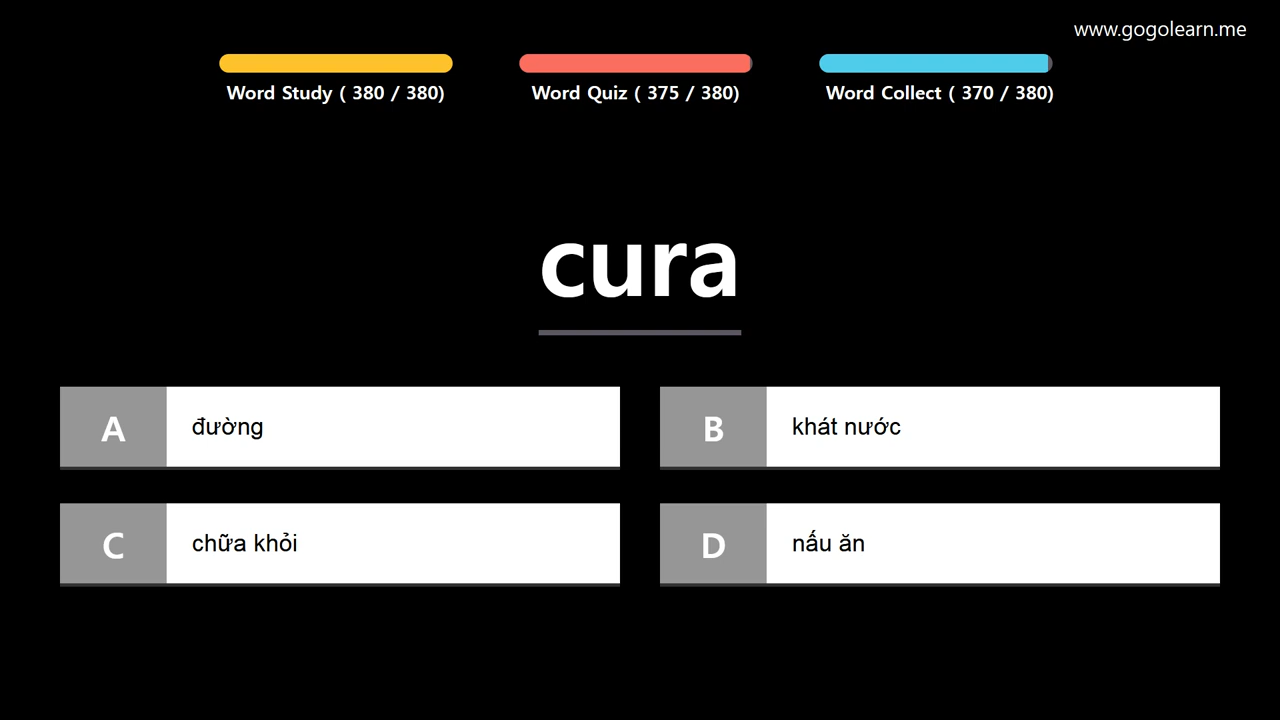 www.gogolearn.me
Word Study ( 380 / 380)
Word Quiz ( 375 / 380)
Word Collect ( 370 / 380)
cura
A đường
B khát nước
C chữa khỏi
D nấu ăn